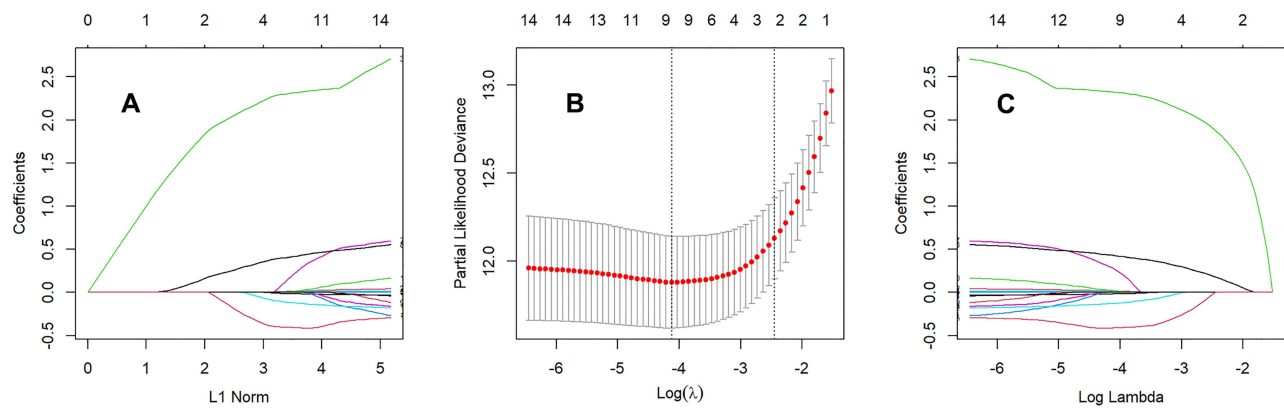 0 1 2 4 11 14
A
Coefficients
2.5
2.0
1.5
1.0
0.5
0.0
-0.5
0 1 2 3 4 5
L1 Norm
14 14 13 11 9 9 6 4 3 2 2 1
B
Partial Likelihood Deviance
13.0
12.5
12.0
-6 -5 -4 -3 -2
Log(λ)
14 12 9 4 2
C
Coefficients
2.5
2.0
1.5
1.0
0.5
0.0
-0.5
-6 -5 -4 -3 -2
Log Lambda